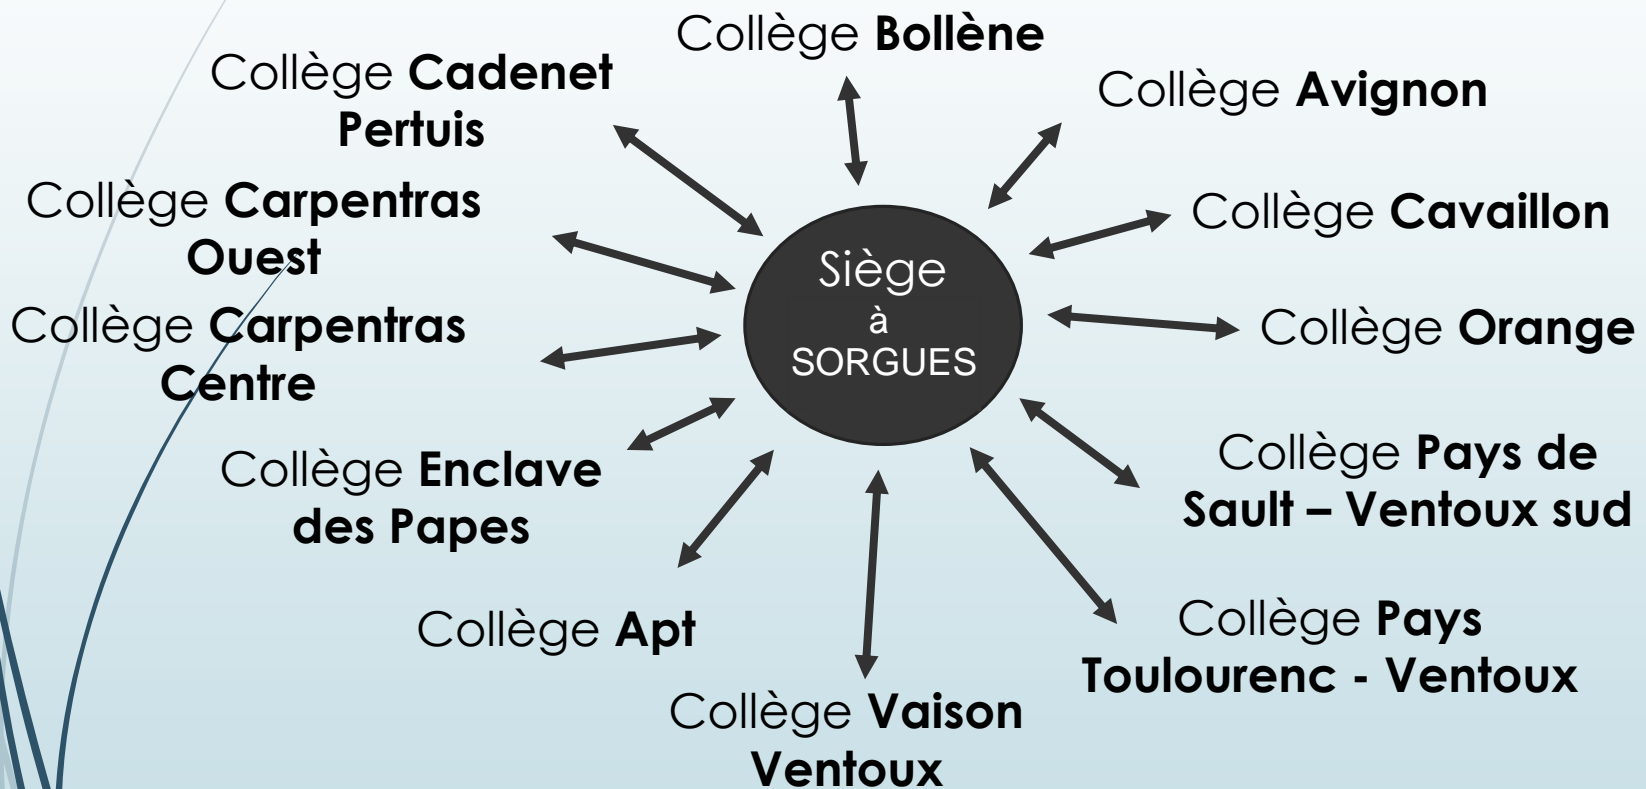 Collège Bollène
Collège Cadenet
Pertuis
Collège Avignon
Collège Carpentras
Ouest
Collège Cavaillon
Siège
à
SORGUES
Collège Carpentras
Centre
Collège Orange
Collège Enclave
des Papes
Collège Pays de
Sault – Ventoux sud
Collège Apt
Collège Pays
Toulourenc - Ventoux
Collège Vaison
Ventoux